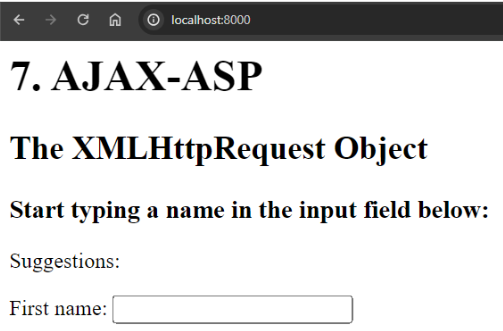 localhost:8000
7. AJAX-ASP
The XMLHttpRequest Object
Start typing a name in the input field below:
Suggestions:
First name: